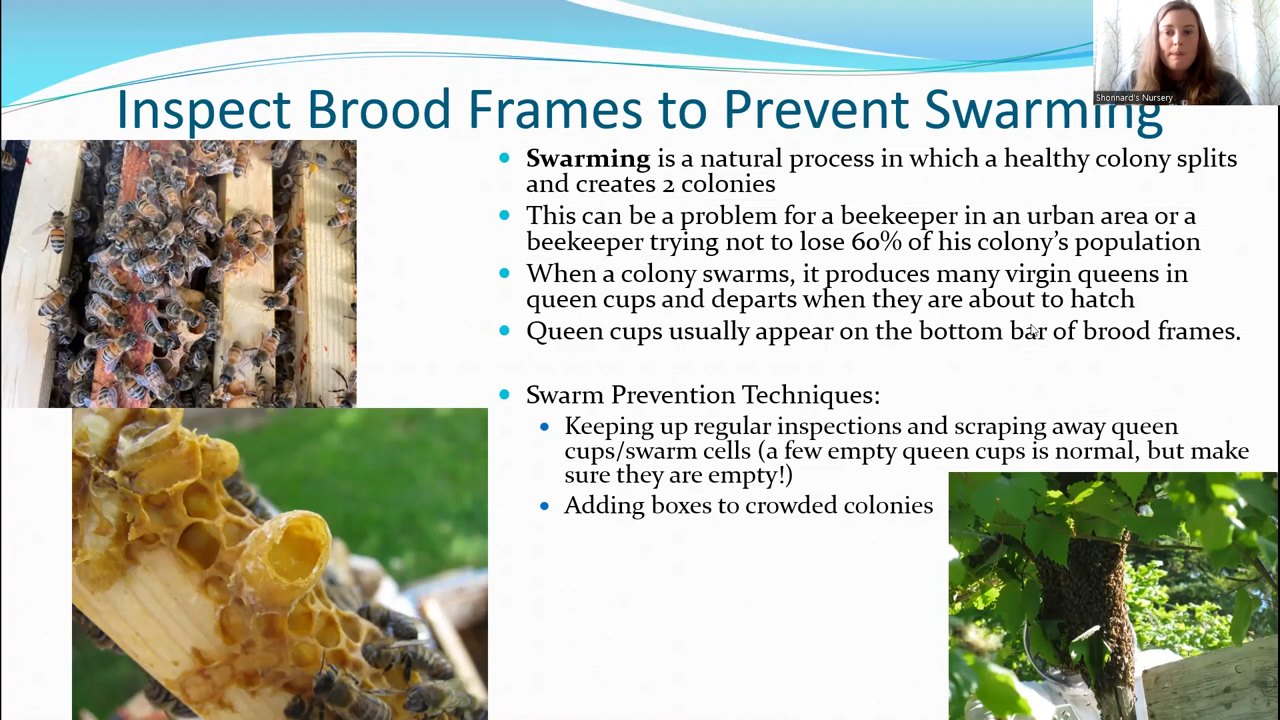 Shonnard's Nursery
Inspect Brood Frames to Prevent Swarming
Swarming is a natural process in which a healthy colony splits
and creates 2 colonies
This can be a problem for a beekeeper in an urban area or a
beekeeper trying not to lose 60% of his colony's population
When a colony swarms, it produces many virgin queens in
queen cups and departs when they are about to hatch
Queen cups usually appear on the bottom bar of brood frames.
Swarm Prevention Techniques:
Keeping up regular inspections and scraping away queen
cups/swarm cells (a few empty queen cups is normal, but make
sure they are empty!)
Adding boxes to crowded colonies